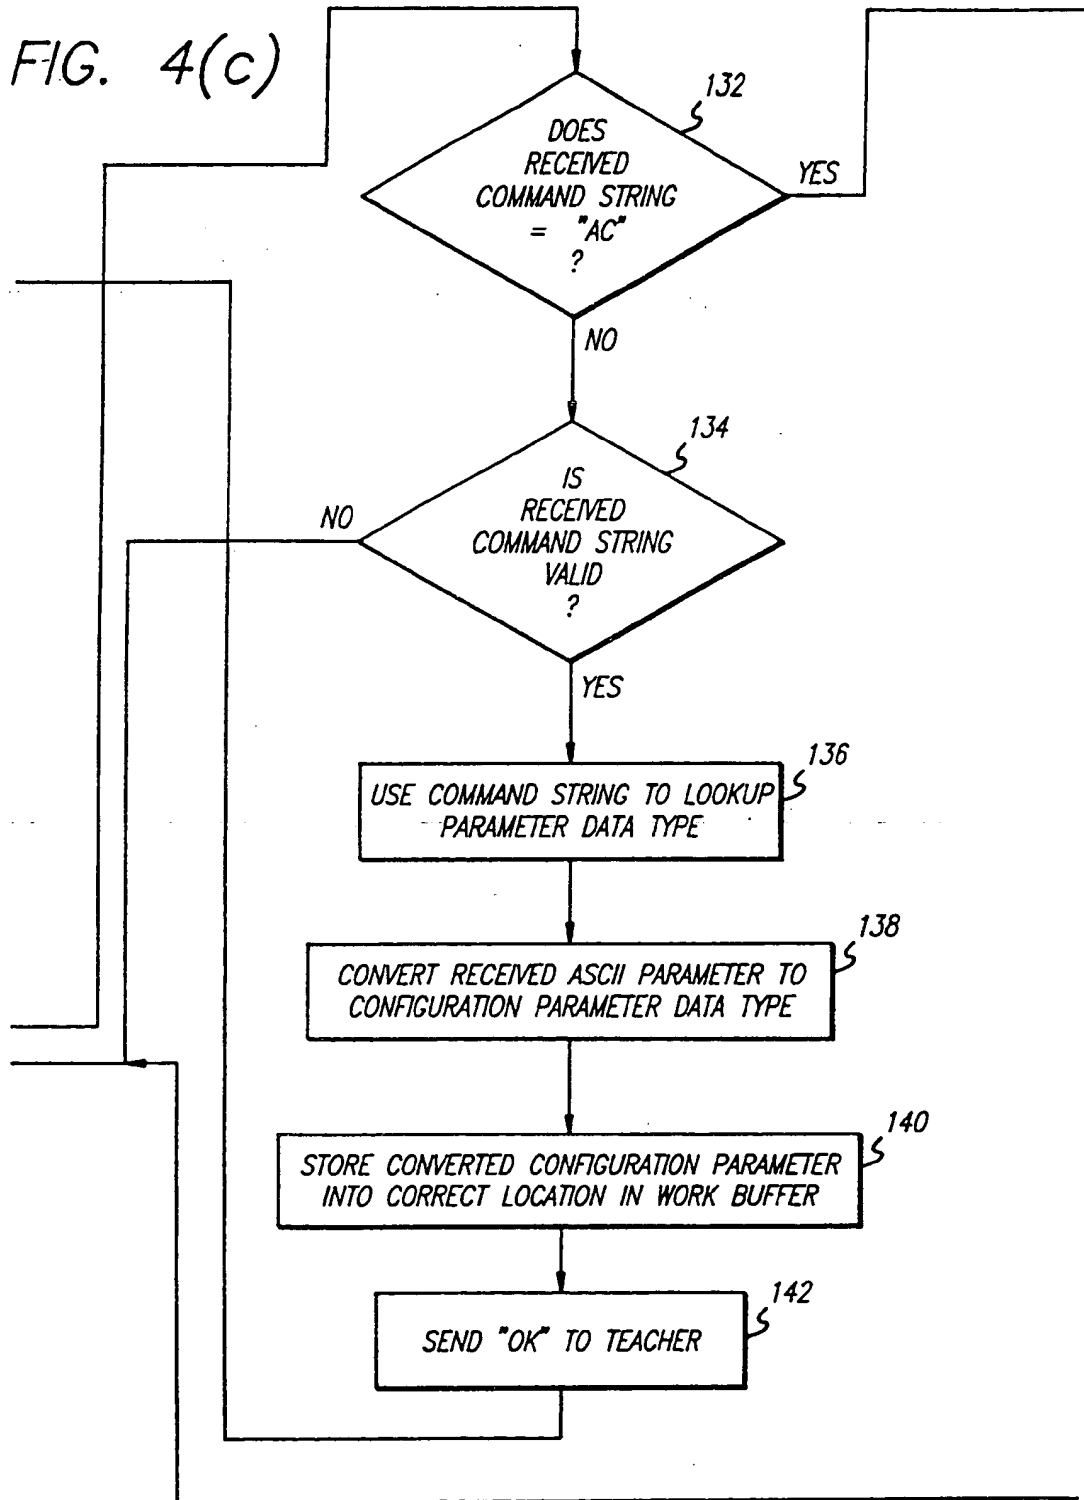 FIG. 4(c)
132
DOES
RECEIVED
COMMAND STRING
= "AC"
?
YES
NO
134
IS
RECEIVED
COMMAND STRING
VALID
?
NO
YES
136
USE COMMAND STRING TO LOOKUP
PARAMETER DATA TYPE
138
CONVERT RECEIVED ASCII PARAMETER TO
CONFIGURATION PARAMETER DATA TYPE
140
STORE CONVERTED CONFIGURATION PARAMETER
INTO CORRECT LOCATION IN WORK BUFFER
142
SEND "OK" TO TEACHER